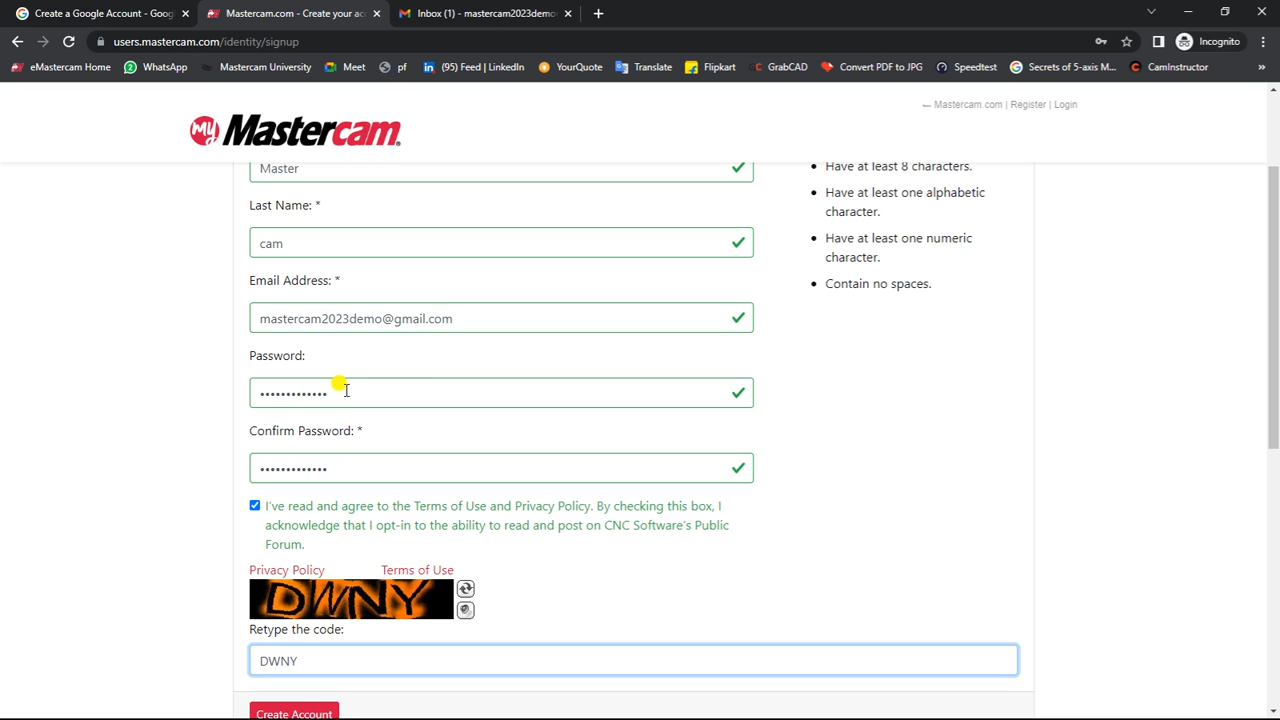 Create a Google Account - Goog
Mastercam.com - Create your ac
Inbox (1) - mastercam2023demo
users.mastercam.com/identity/signup
Incognito
eMastercam Home
WhatsApp
Mastercam University
Meet
pf
(95) Feed | LinkedIn
YourQuote
Translate
Flipkart
GrabCAD
Convert PDF to JPG
Speedtest
Secrets of 5-axis M...
CamInstructor
»
← Mastercam.com | Register | Login
my Mastercam
Master
Last Name: *
cam
Email Address: *
mastercam2023demo@gmail.com
Password:
•••••••••••••
Confirm Password: *
•••••••••••••
I've read and agree to the Terms of Use and Privacy Policy. By checking this box, I
acknowledge that I opt-in to the ability to read and post on CNC Software's Public
Forum.
Privacy Policy
Terms of Use
DWNY
Retype the code:
DWNY
Create Account
• Have at least 8 characters.
• Have at least one alphabetic
character.
• Have at least one numeric
character.
• Contain no spaces.